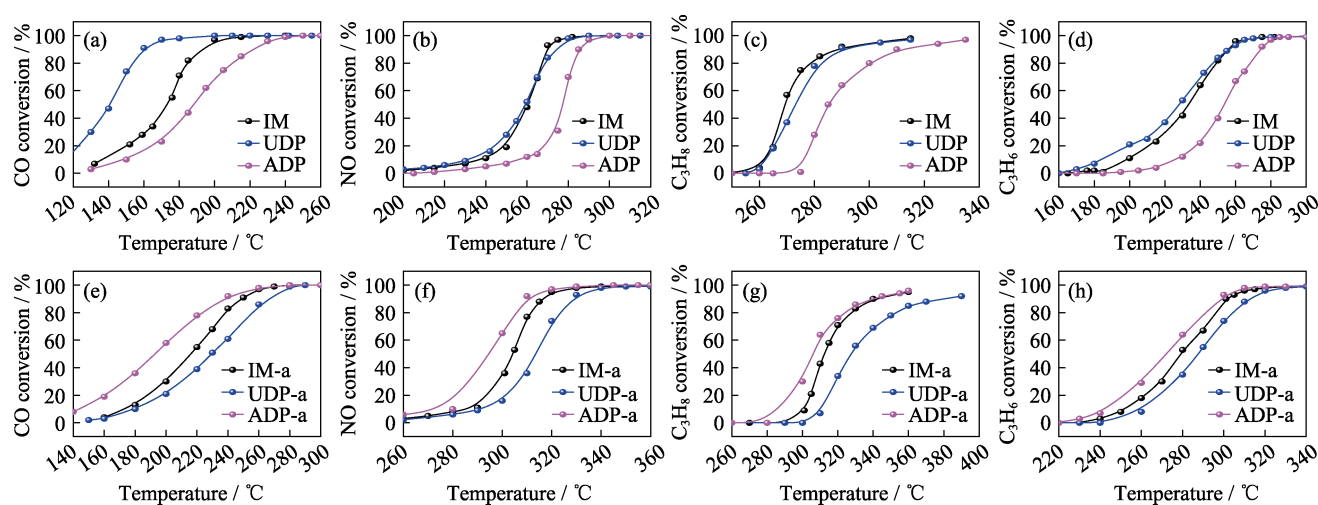 CO conversion / %
100
80
60
40
20
0
(a)
IM
UDP
ADP
120 140 160 180 200 220 240 260
Temperature / ℃
NO conversion / %
100
80
60
40
20
0
(b)
IM
UDP
ADP
200 220 240 260 280 300 320
Temperature / ℃
C₃H₈ conversion / %
100
80
60
40
20
0
(c)
IM
UDP
ADP
260 280 300 320 340
Temperature / ℃
C₃H₆ conversion / %
100
80
60
40
20
0
(d)
IM
UDP
ADP
160 180 200 220 240 260 280 300
Temperature / ℃
CO conversion / %
100
80
60
40
20
0
(e)
IM-a
UDP-a
ADP-a
140 160 180 200 220 240 260 280 300
Temperature / ℃
NO conversion / %
100
80
60
40
20
0
(f)
IM-a
UDP-a
ADP-a
260 280 300 320 340 360
Temperature / ℃
C₃H₈ conversion / %
100
80
60
40
20
0
(g)
IM-a
UDP-a
ADP-a
260 280 300 320 340 360 380 400
Temperature / ℃
C₃H₆ conversion / %
100
80
60
40
20
0
(h)
IM-a
UDP-a
ADP-a
220 240 260 280 300 320 340
Temperature / ℃